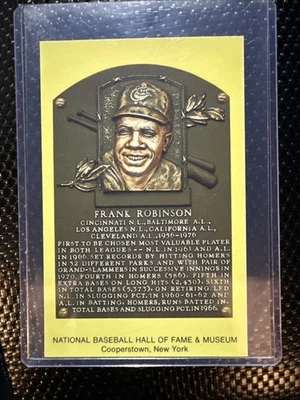 FRANK ROBINSON
CINCINNATI N.L., BALTIMORE A.L.,
LOS ANGELES N.L., CALIFORNIA A.L.,
CLEVELAND A.L., 1956-1976
FIRST TO BE CHOSEN MOST VALUABLE PLAYER
IN BOTH LEAGUES -- N.L. IN 1961 AND A.L.
IN 1966. SET RECORDS BY HITTING HOMERS
IN 32 DIFFERENT PARKS AND WITH PAIR OF
GRAND-SLAMMERS IN SUCCESSIVE INNINGS IN
1970. FOURTH IN HOMERS (586), FIFTH IN
EXTRA BASES ON LONG HITS (2,430), SIXTH
IN TOTAL BASES (5,373), ON RETIRING. LED
N.L. IN SLUGGING PCT. IN 1960-61-62 AND
A.L. IN BATTING, HOMERS, RUNS BATTED IN,
TOTAL BASES AND SLUGGING PCT. IN 1966.
NATIONAL BASEBALL HALL OF FAME & MUSEUM
Cooperstown, New York